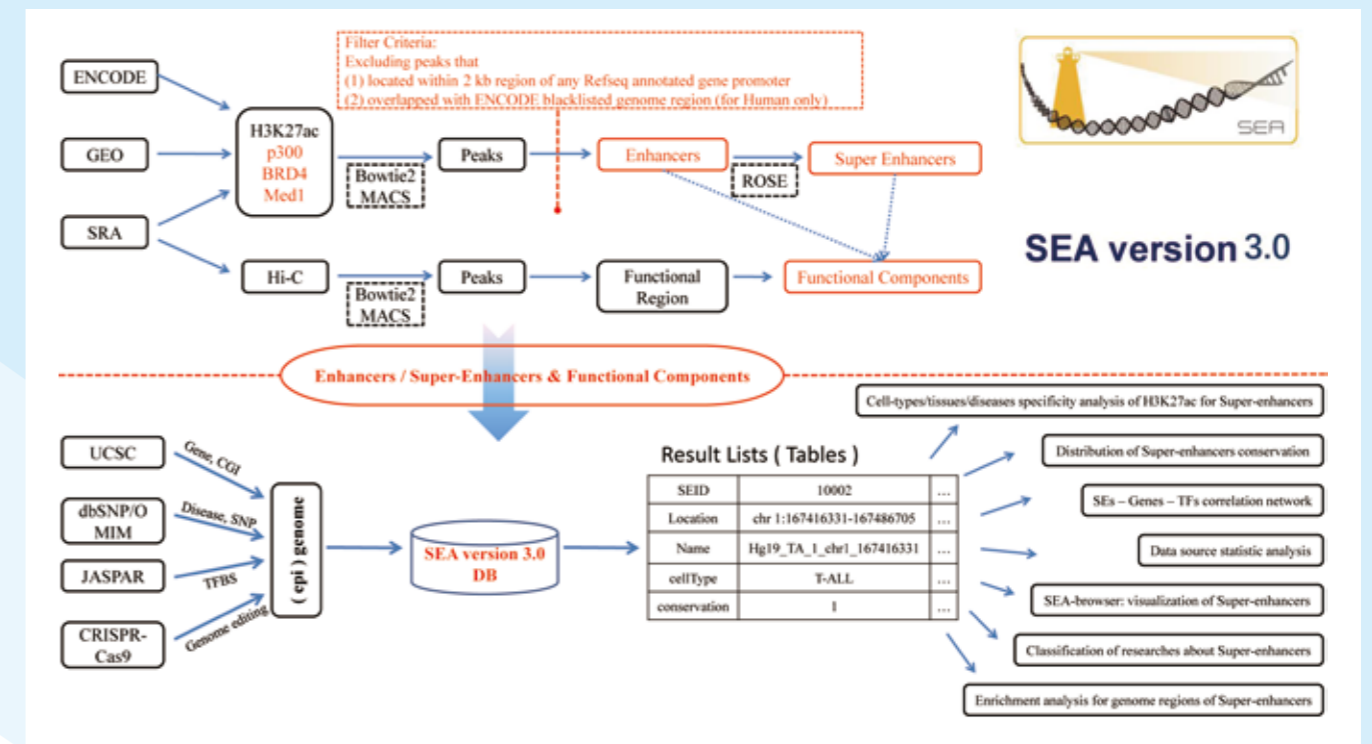 Filter Criteria:
Excluding peaks that
(1) located within 2 kb region of any Refseq annotated gene promoter
(2) overlapped with ENCODE blacklisted genome region (for Human only)
SEA
ENCODE
GEO
SRA
H3K27ac
p300
BRD4
Med1
Bowtie2
MACS
Peaks
Enhancers
ROSE
Super Enhancers
SEA version 3.0
Hi-C
Bowtie2
MACS
Peaks
Functional
Region
Functional Components
Enhancers / Super-Enhancers & Functional Components
UCSC
dbSNP/O
MIM
JASPAR
CRISPR-
Cas9
Gene, CGI
Disease, SNP
TFBS
Genome editing
( epi ) genome
SEA version 3.0
DB
Result Lists ( Tables )
SEID 10002 ...
Location chr 1:167416331-167486705 ...
Name Hg19_TA_1_chr1_167416331 ...
cellType T-ALL ...
conservation 1 ...
Cell-types/tissues/diseases specificity analysis of H3K27ac for Super-enhancers
Distribution of Super-enhancers conservation
SEs – Genes – TFs correlation network
Data source statistic analysis
SEA-browser: visualization of Super-enhancers
Classification of researches about Super-enhancers
Enrichment analysis for genome regions of Super-enhancers